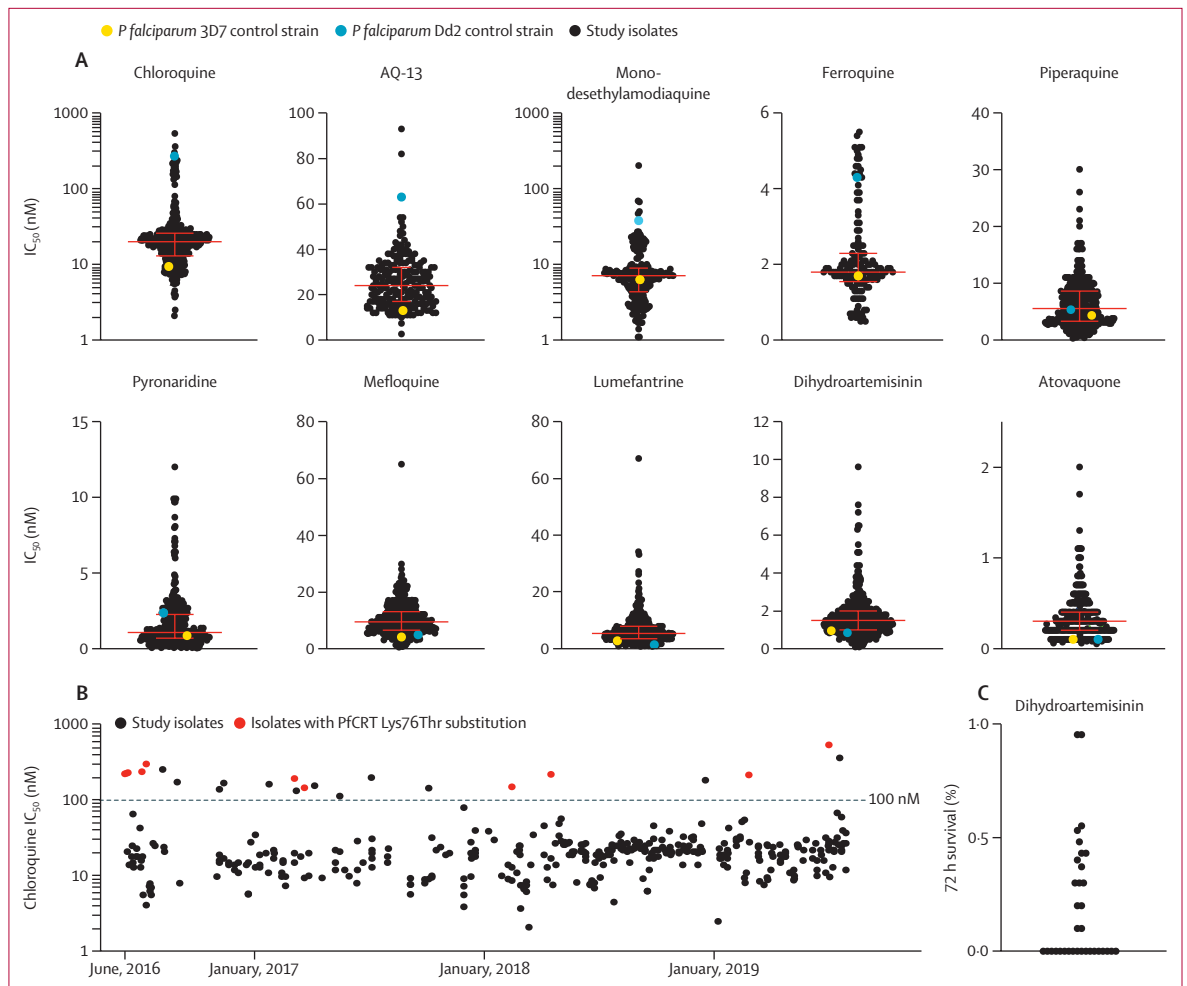 P falciparum 3D7 control strain P falciparum Dd2 control strain Study isolates
A
Chloroquine
AQ-13
Mono-
desethylamodiaquine
Ferroquine
Piperaquine
IC50 (nM)
1000
100
10
1
100
80
60
40
20
0
1000
100
10
1
6
4
2
0
40
30
20
10
0
Pyronaridine
Mefloquine
Lumefantrine
Dihydroartemisinin
Atovaquone
IC50 (nM)
15
10
5
0
80
60
40
20
0
80
60
40
20
0
12
10
8
6
4
2
0
2
1
0
B
Study isolates Isolates with PfCRT Lys76Thr substitution
Chloroquine IC50 (nM)
1000
100
10
1
100 nM
June, 2016
January, 2017
January, 2018
January, 2019
C
Dihydroartemisinin
72 h survival (%)
1·0
0·5
0·0